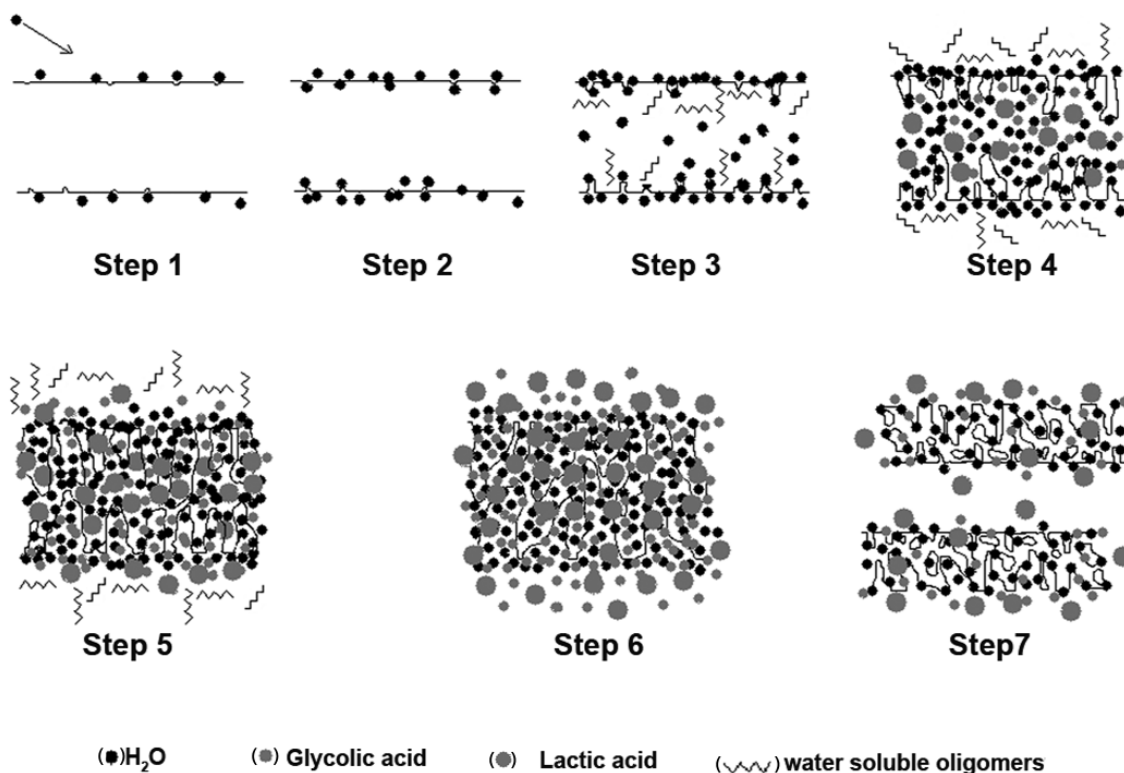 Step 1
Step 2
Step 3
Step 4
Step 5
Step 6
Step7
( )H₂O
( ) Glycolic acid
( ) Lactic acid
( ) water soluble oligomers